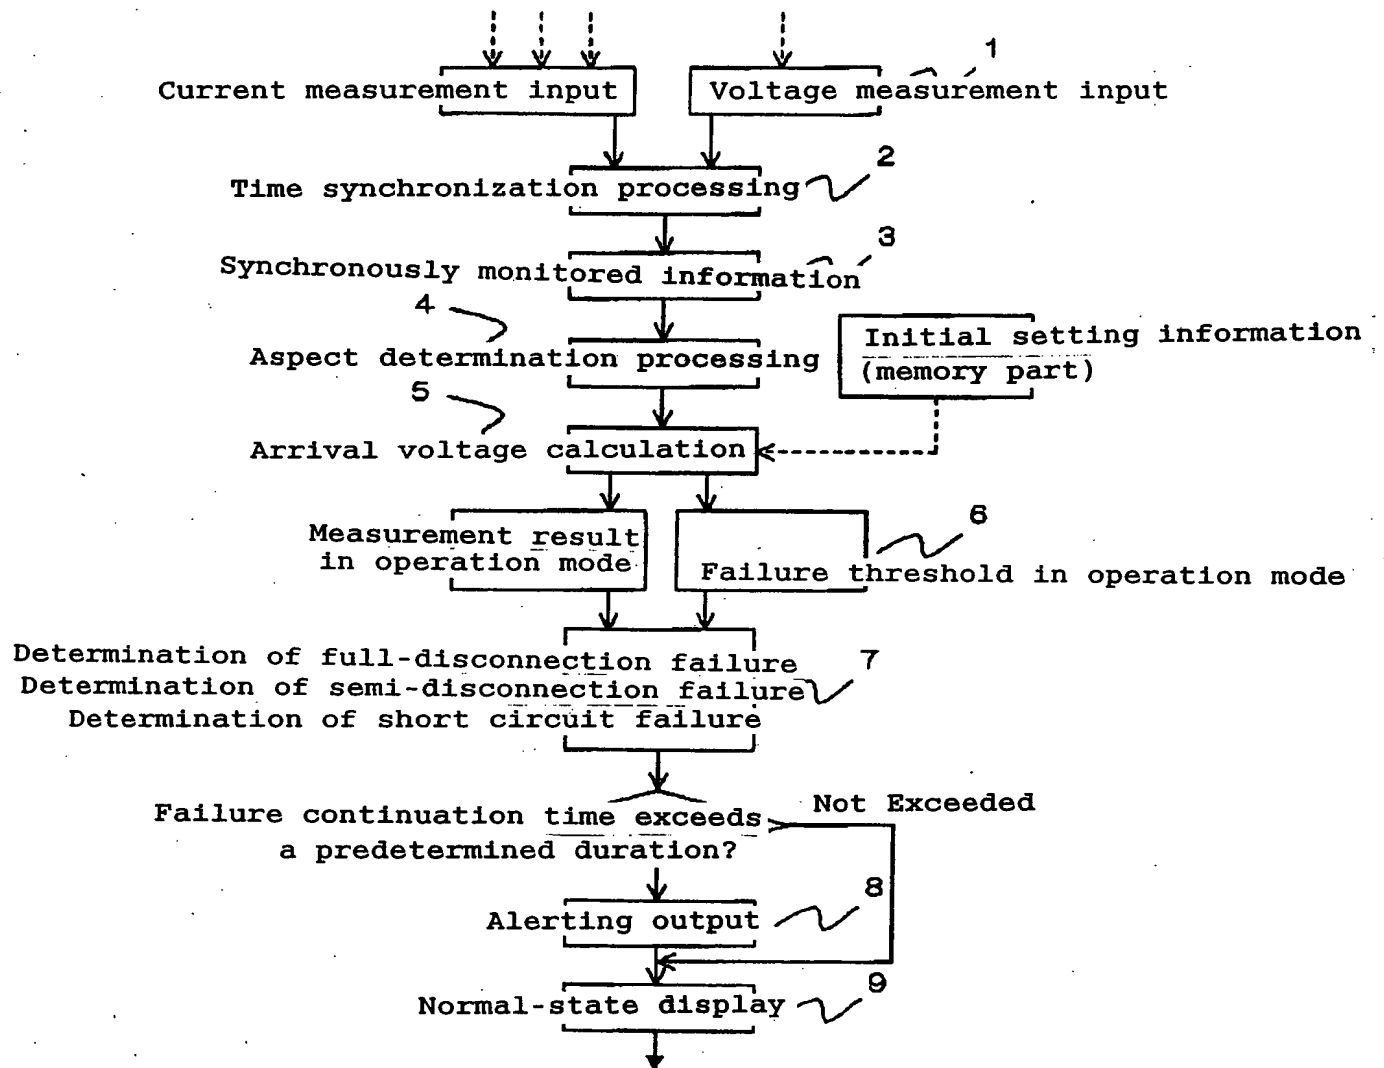 1
Current measurement input
Voltage measurement input
2
Time synchronization processing
3
Synchronously monitored information
4
Initial setting information
(memory part)
Aspect determination processing
5
Arrival voltage calculation
6
Measurement result
in operation mode
Failure threshold in operation mode
7
Determination of full-disconnection failure
Determination of semi-disconnection failure
Determination of short circuit failure
Not Exceeded
Failure continuation time exceeds
a predetermined duration?
8
Alerting output
9
Normal-state display